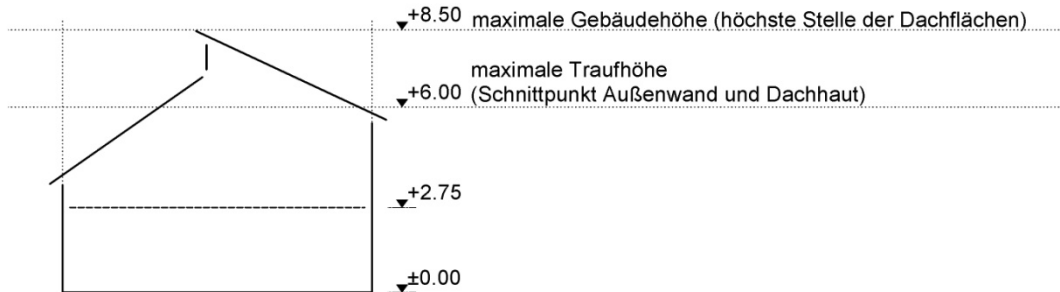 +8.50 maximale Gebäudehöhe (höchste Stelle der Dachflächen)
maximale Traufhöhe
+6.00 (Schnittpunkt Außenwand und Dachhaut)
+2.75
±0.00